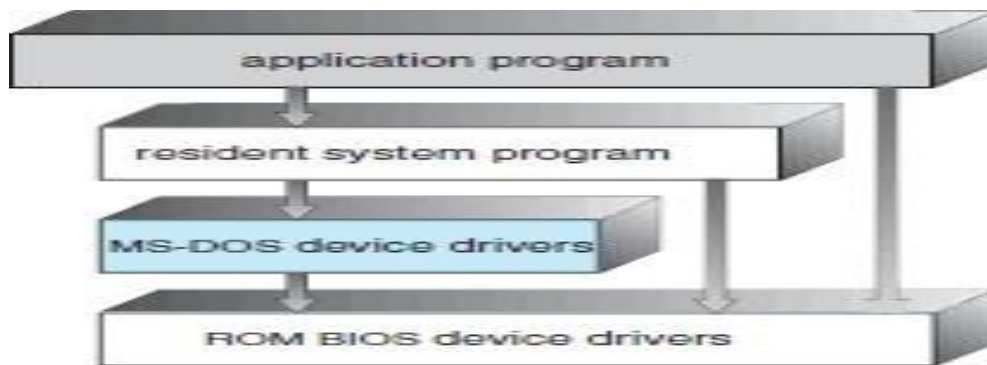 application program
resident system program
MS-DOS device drivers
ROM BIOS device drivers